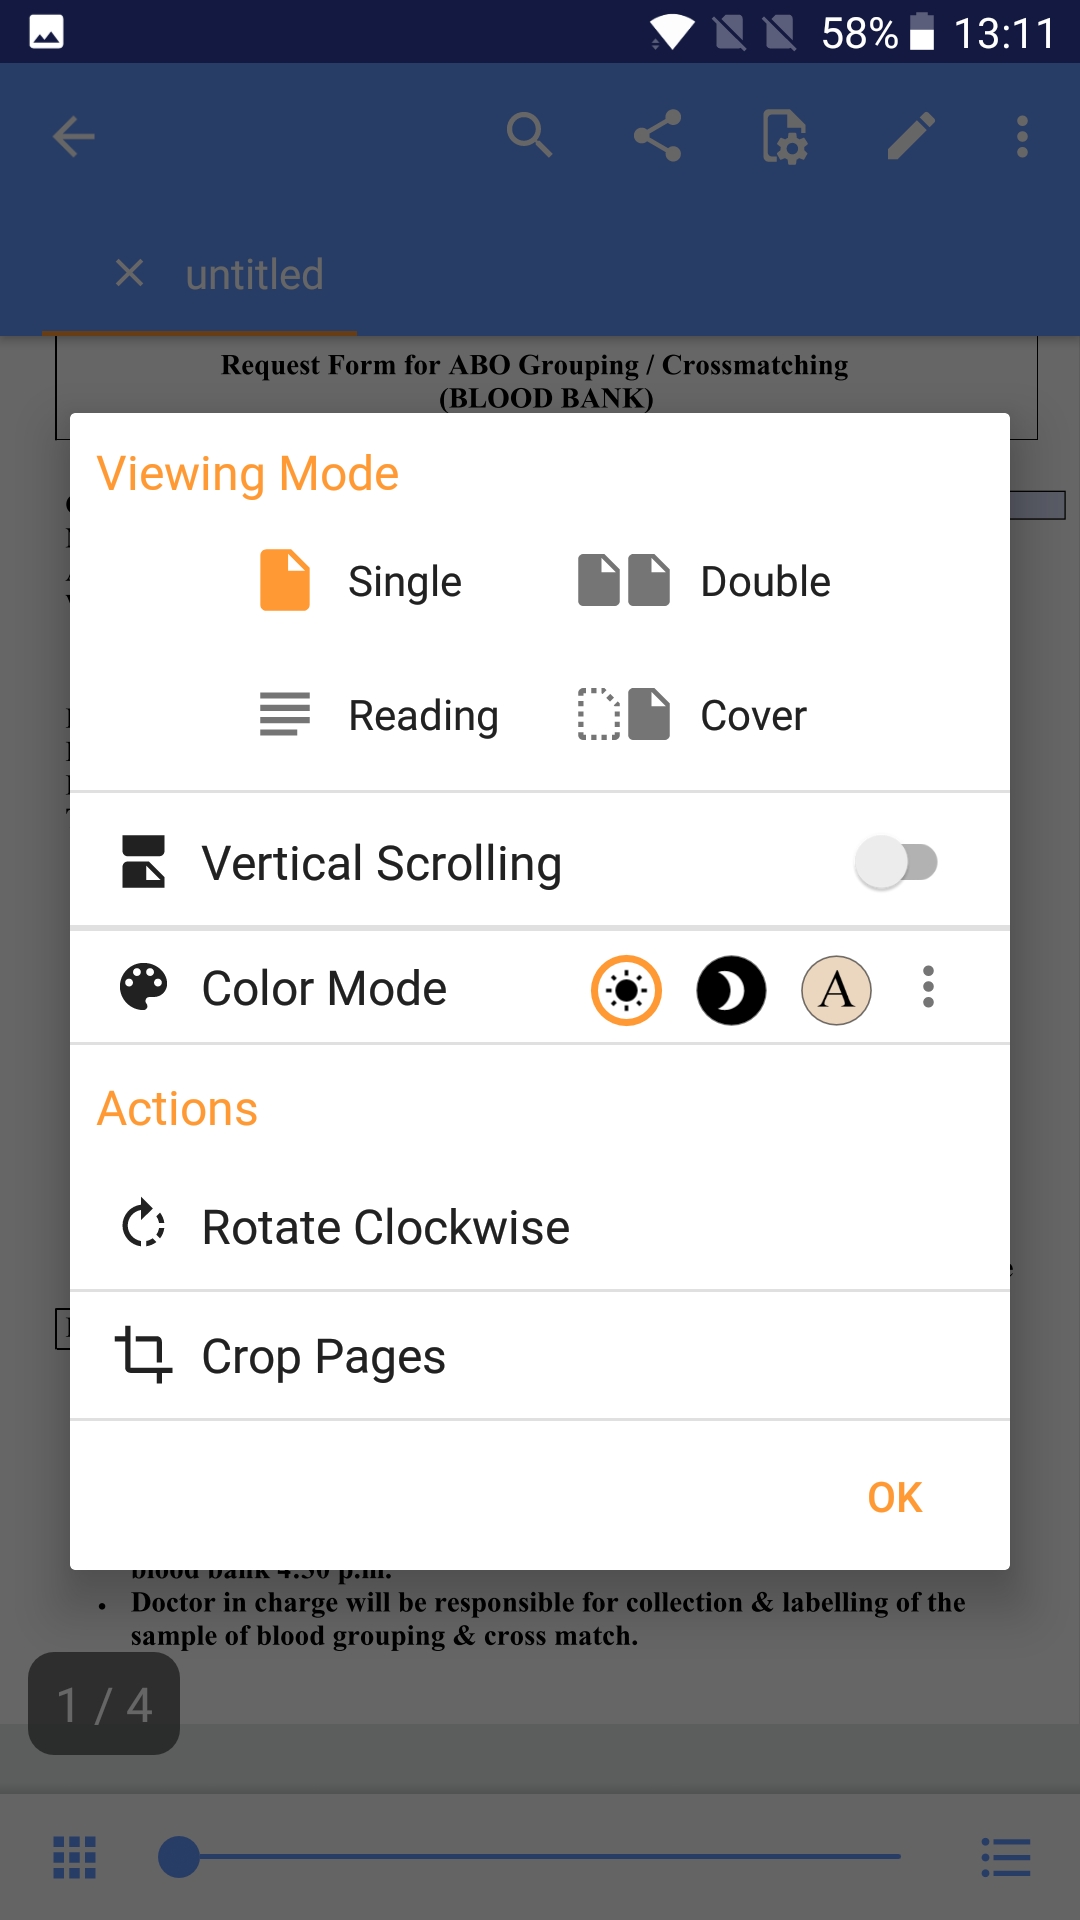 58% 13:11
untitled
Request Form for ABO Grouping / Crossmatching
(BLOOD BANK)
Viewing Mode
Single Double
Reading Cover
Vertical Scrolling
Color Mode A
Actions
Rotate Clockwise
Crop Pages
OK
blood bank 4:30 p.m.
• Doctor in charge will be responsible for collection & labelling of the
sample of blood grouping & cross match.
1 / 4